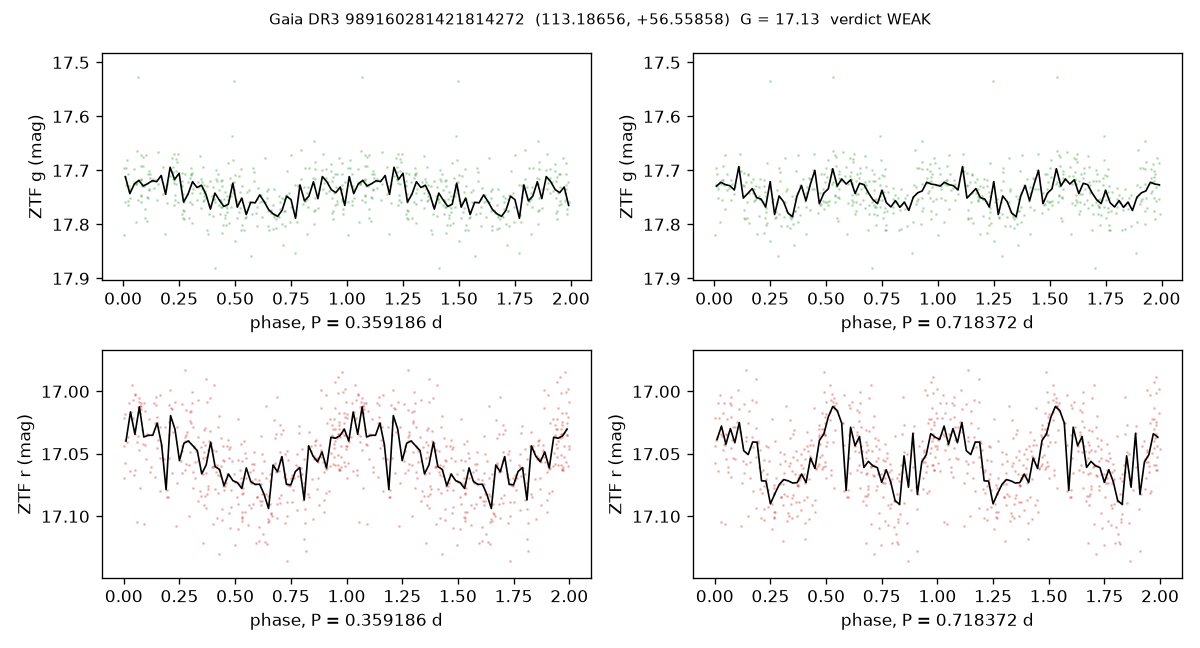 Gaia DR3 989160281421814272 (113.18656, +56.55858) G = 17.13 verdict WEAK
17.5
17.6
17.7
17.8
17.9
ZTF g (mag)
0.00 0.25 0.50 0.75 1.00 1.25 1.50 1.75 2.00
phase, P = 0.359186 d
17.5
17.6
17.7
17.8
17.9
ZTF g (mag)
0.00 0.25 0.50 0.75 1.00 1.25 1.50 1.75 2.00
phase, P = 0.718372 d
17.00
17.05
17.10
ZTF r (mag)
0.00 0.25 0.50 0.75 1.00 1.25 1.50 1.75 2.00
phase, P = 0.359186 d
17.00
17.05
17.10
ZTF r (mag)
0.00 0.25 0.50 0.75 1.00 1.25 1.50 1.75 2.00
phase, P = 0.718372 d